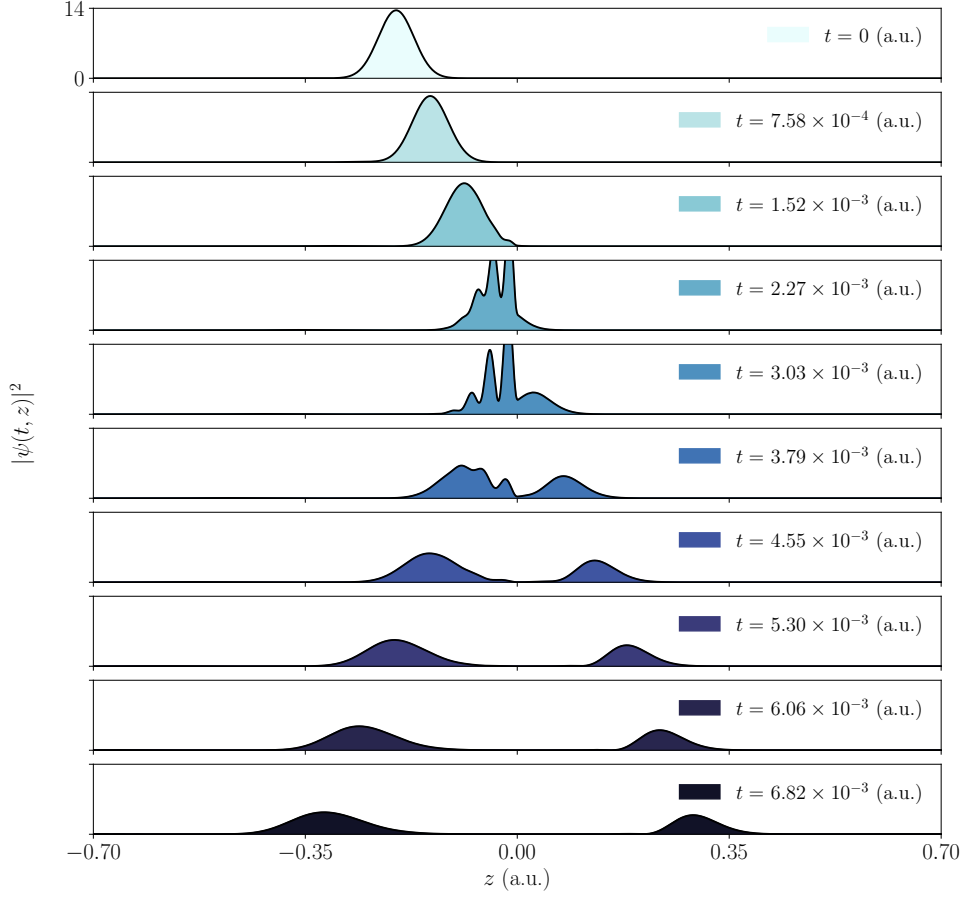 14
0
t = 0 (a.u.)
t = 7.58 × 10⁻⁴ (a.u.)
t = 1.52 × 10⁻³ (a.u.)
t = 2.27 × 10⁻³ (a.u.)
t = 3.03 × 10⁻³ (a.u.)
t = 3.79 × 10⁻³ (a.u.)
t = 4.55 × 10⁻³ (a.u.)
t = 5.30 × 10⁻³ (a.u.)
t = 6.06 × 10⁻³ (a.u.)
t = 6.82 × 10⁻³ (a.u.)
|ψ(t, z)|²
−0.70 −0.35 0.00 0.35 0.70
z (a.u.)